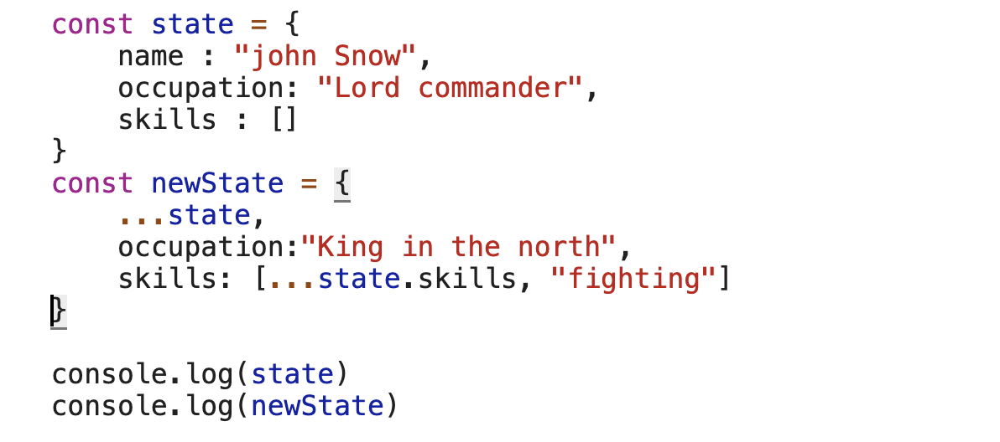 const state = {
    name : "john Snow",
    occupation: "Lord commander",
    skills : []
}
const newState = {
    ...state,
    occupation:"King in the north",
    skills: [...state.skills, "fighting"]
}

console.log(state)
console.log(newState)